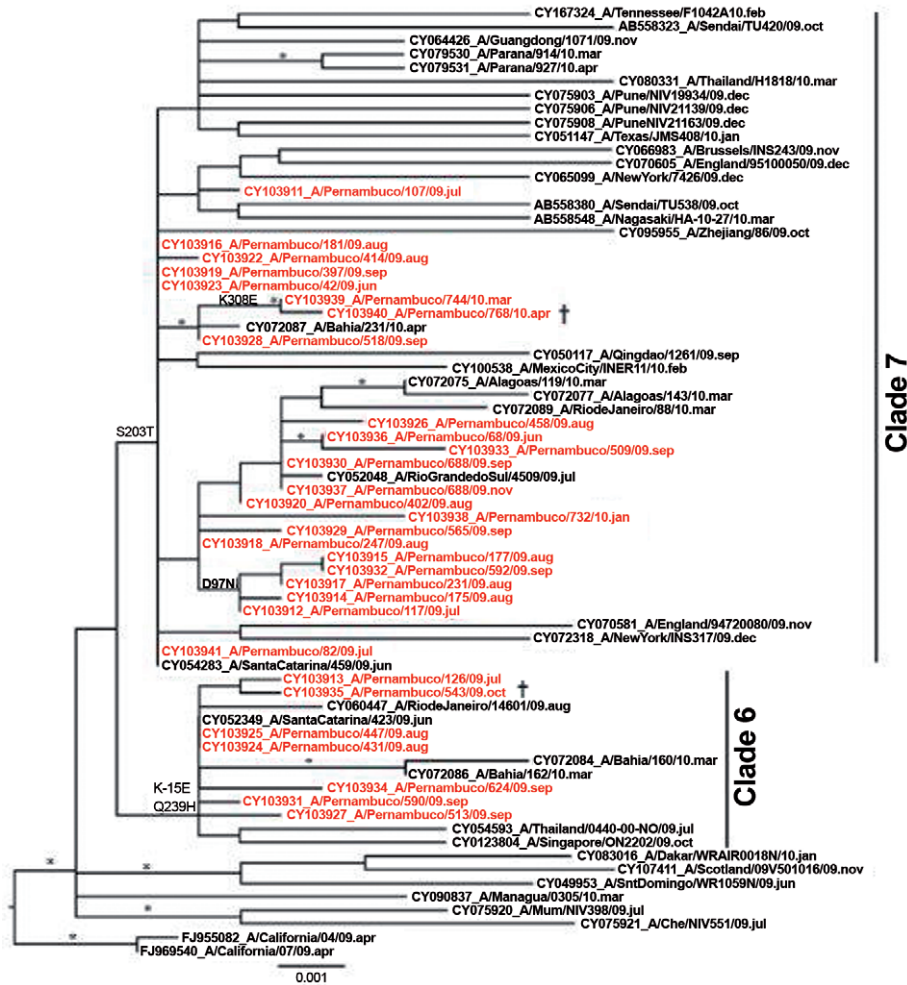 CY167324_A/Tennessee/F1042A10.feb
AB558323_A/Sendai/TU420/09.oct
CY064426_A/Guangdong/1071/09.nov
CY079530_A/Parana/914/10.mar
*
CY079531_A/Parana/927/10.apr
CY080331_A/Thailand/H1818/10.mar
CY075903_A/Pune/NIV19934/09.dec
CY075906_A/Pune/NIV21139/09.dec
CY075908_A/PuneNIV21163/09.dec
CY051147_A/Texas/JMS408/10.jan
CY066983_A/Brussels/INS243/09.nov
CY070605_A/England/95100050/09.dec
CY065099_A/NewYork/7426/09.dec
CY103911_A/Pernambuco/107/09.jul
AB558380_A/Sendai/TU538/09.oct
AB558548_A/Nagasaki/HA-10-27/10.mar
CY095955_A/Zhejiang/86/09.oct
CY103916_A/Pernambuco/181/09.aug
CY103922_A/Pernambuco/414/09.aug
CY103919_A/Pernambuco/397/09.sep
CY103923_A/Pernambuco/42/09.jun
K308E * CY103939_A/Pernambuco/744/10.mar
CY103940_A/Pernambuco/768/10.apr †
* CY072087_A/Bahia/231/10.apr
CY103928_A/Pernambuco/518/09.sep
CY050117_A/Qingdao/1261/09.sep
CY100538_A/MexicoCity/INER11/10.feb
* CY072075_A/Alagoas/119/10.mar
CY072077_A/Alagoas/143/10.mar
CY072089_A/RiodeJaneiro/88/10.mar
CY103926_A/Pernambuco/458/09.aug
S203T
* CY103936_A/Pernambuco/68/09.jun
CY103933_A/Pernambuco/509/09.sep
CY103930_A/Pernambuco/688/09.sep
CY052048_A/RioGrandedoSul/4509/09.jul
CY103937_A/Pernambuco/688/09.nov
CY103920_A/Pernambuco/402/09.aug
CY103938_A/Pernambuco/732/10.jan
CY103929_A/Pernambuco/565/09.sep
CY103918_A/Pernambuco/247/09.aug
CY103915_A/Pernambuco/177/09.aug
CY103932_A/Pernambuco/592/09.sep
D97N CY103917_A/Pernambuco/231/09.aug
CY103914_A/Pernambuco/175/09.aug
CY103912_A/Pernambuco/117/09.jul
CY070581_A/England/94720080/09.nov
CY072318_A/NewYork/INS317/09.dec
CY103941_A/Pernambuco/82/09.jul
CY054283_A/SantaCatarina/459/09.jun
Clade 7
CY103913_A/Pernambuco/126/09.jul
CY103935_A/Pernambuco/543/09.oct †
CY060447_A/RiodeJaneiro/14601/09.aug
CY052349_A/SantaCatarina/423/09.jun
CY103925_A/Pernambuco/447/09.aug
CY103924_A/Pernambuco/431/09.aug
* CY072084_A/Bahia/160/10.mar
CY072086_A/Bahia/162/10.mar
K-15E
CY103934_A/Pernambuco/624/09.sep
CY103931_A/Pernambuco/590/09.sep
Q239H
CY103927_A/Pernambuco/513/09.sep
CY054593_A/Thailand/0440-00-NO/09.jul
CY0123804_A/Singapore/ON2202/09.oct
Clade 6
CY083016_A/Dakar/WRAIR0018N/10.jan
* * CY107411_A/Scotland/09V501016/09.nov
CY049953_A/SntDomingo/WR1059N/09.jun
CY090837_A/Managua/0305/10.mar
* CY075920_A/Mum/NIV398/09.jul
CY075921_A/Che/NIV551/09.jul
* FJ955082_A/California/04/09.apr
FJ969540_A/California/07/09.apr
0.001